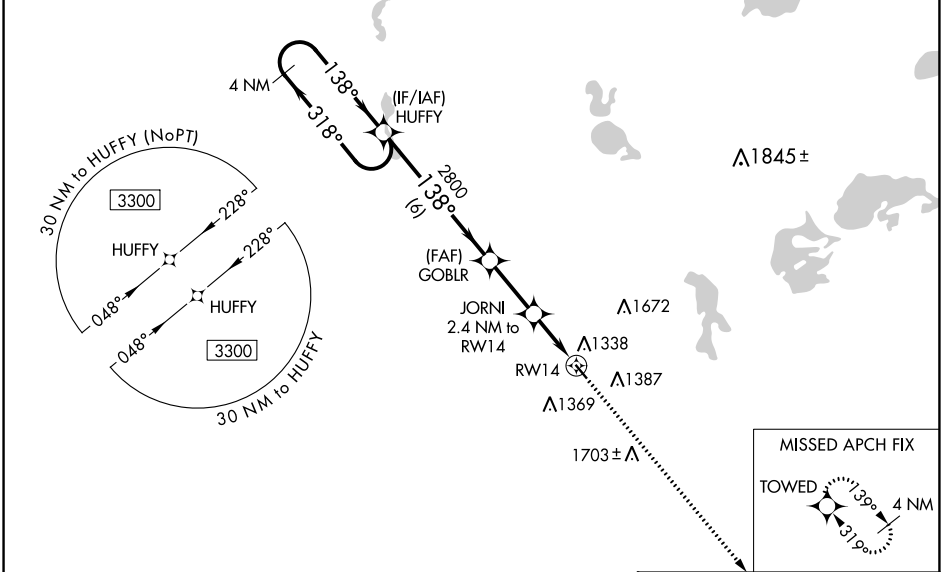 4 NM
138°
318°
(IF/IAF)
HUFFY
2800
138°
(6)
(FAF)
GOBLR
JORNI
2.4 NM to
RW14
RW14
1845 ±
1672
1338
1387
1369
1703 ±
30 NM to HUFFY (NoPT)
3300
228°
HUFFY
048°
228°
HUFFY
048°
3300
30 NM to HUFFY
MISSED APCH FIX
TOWED
139°
4 NM
319°